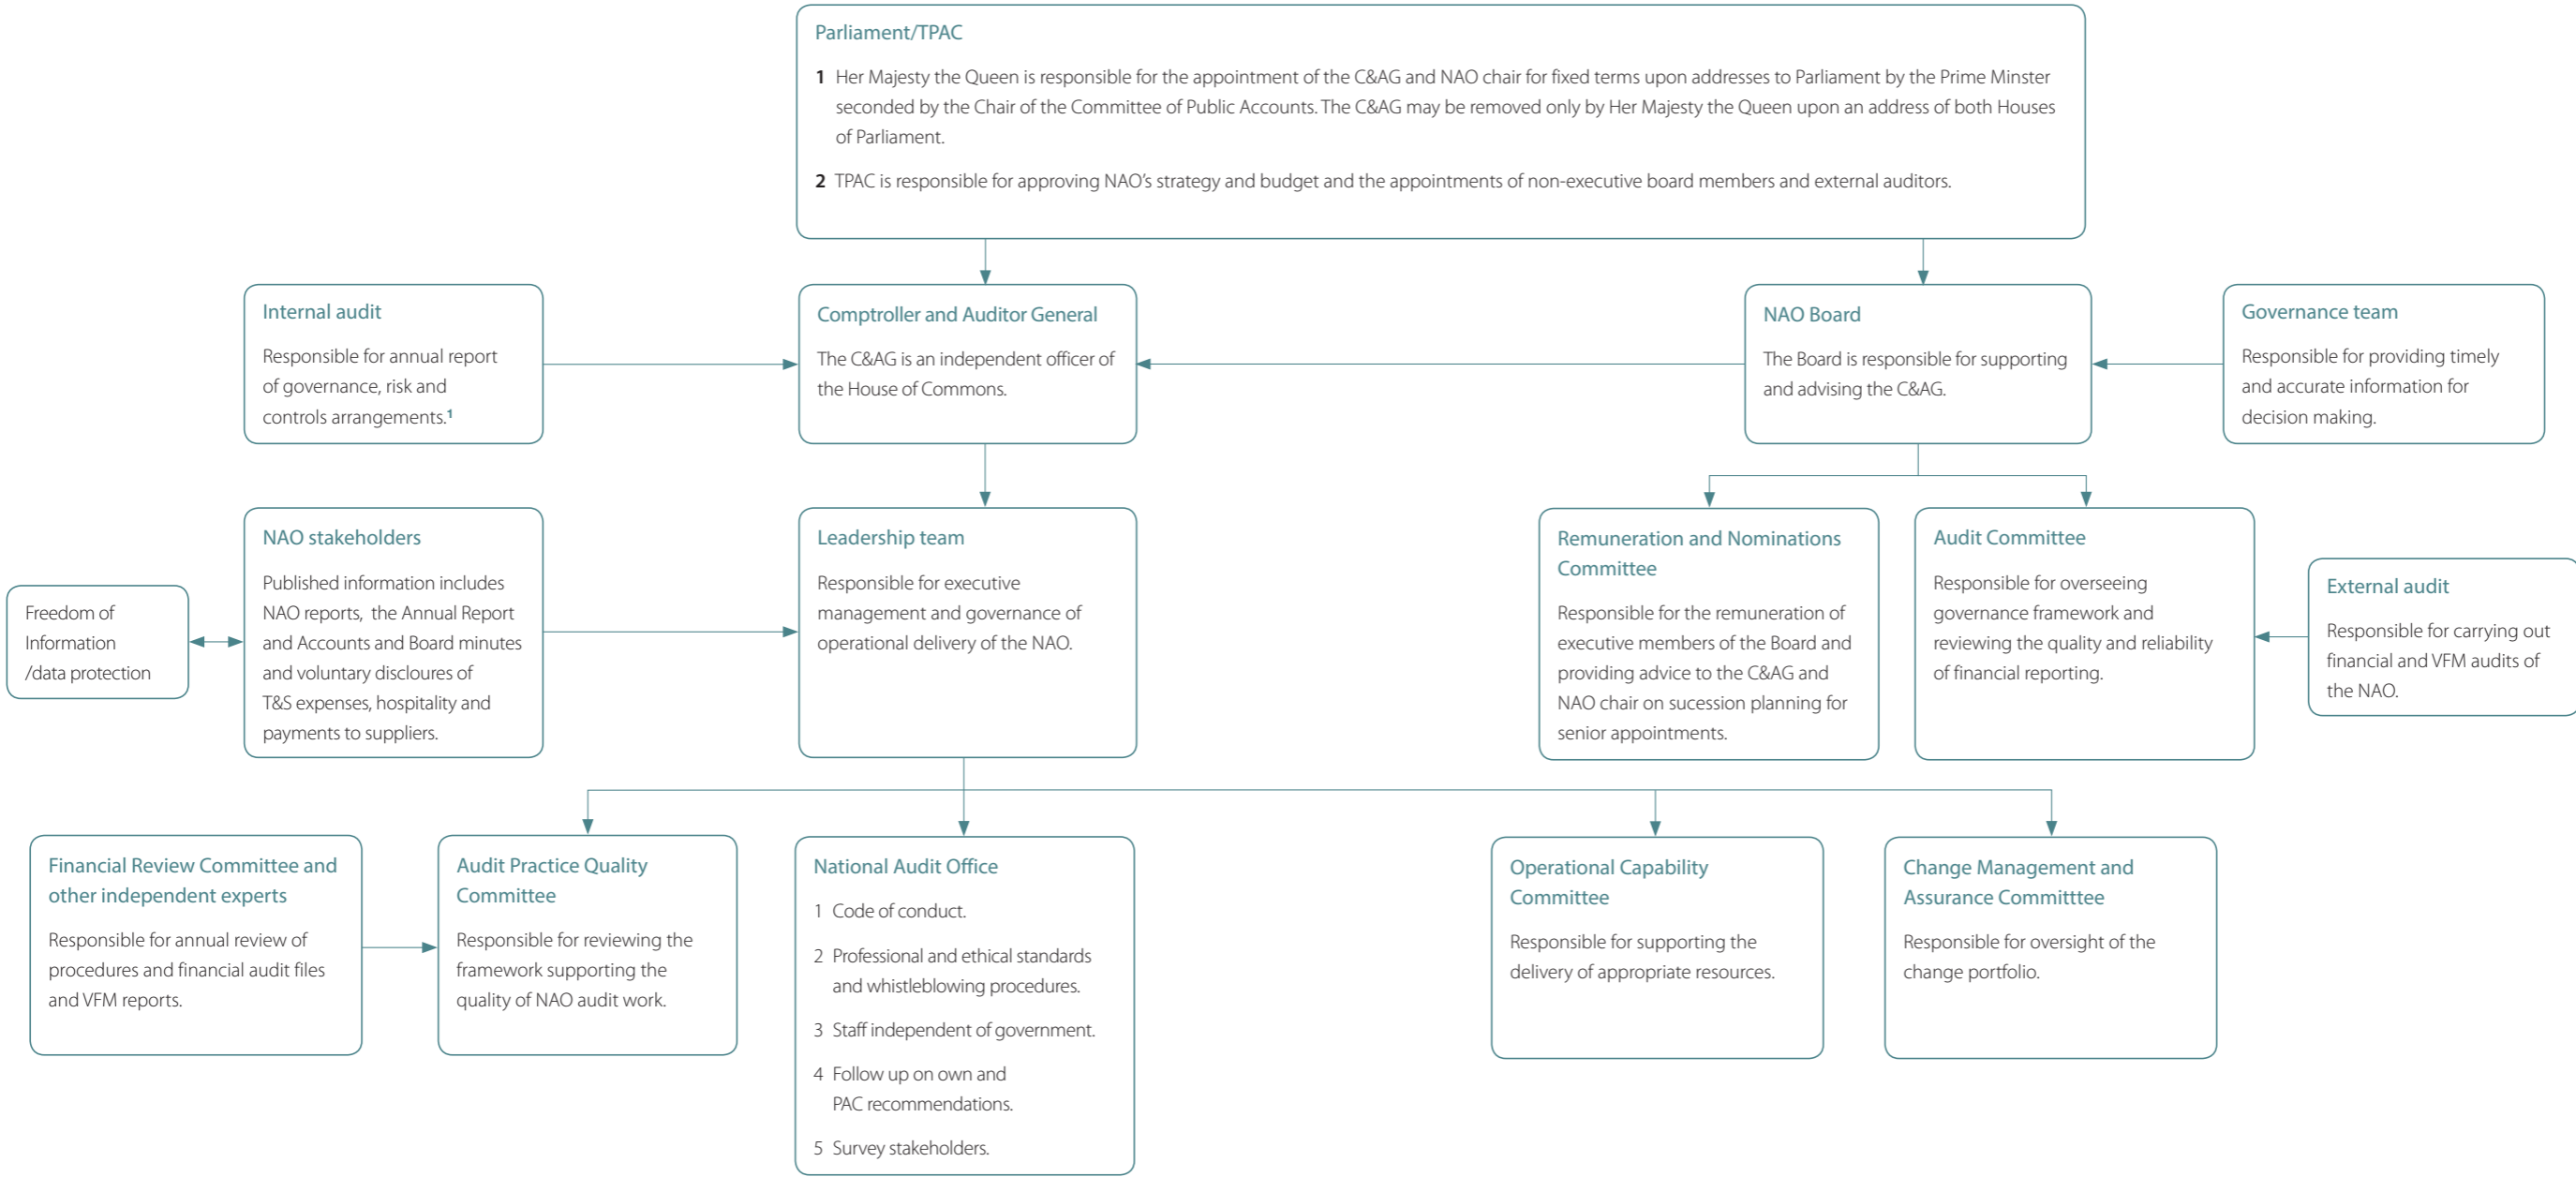 Parliament/TPAC
1 Her Majesty the Queen is responsible for the appointment of the C&AG and NAO chair for fixed terms upon addresses to Parliament by the Prime Minster
seconded by the Chair of the Committee of Public Accounts. The C&AG may be removed only by Her Majesty the Queen upon an address of both Houses
of Parliament.
2 TPAC is responsible for approving NAO’s strategy and budget and the appointments of non-executive board members and external auditors.
Internal audit
Responsible for annual report
of governance, risk and
controls arrangements.1
Comptroller and Auditor General
The C&AG is an independent officer of
the House of Commons.
NAO Board
The Board is responsible for supporting
and advising the C&AG.
Governance team
Responsible for providing timely
and accurate information for
decision making.
Freedom of
Information
/data protection
NAO stakeholders
Published information includes
NAO reports, the Annual Report
and Accounts and Board minutes
and voluntary discloures of
T&S expenses, hospitality and
payments to suppliers.
Leadership team
Responsible for executive
management and governance of
operational delivery of the NAO.
Remuneration and Nominations
Committee
Responsible for the remuneration of
executive members of the Board and
providing advice to the C&AG and
NAO chair on sucession planning for
senior appointments.
Audit Committee
Responsible for overseeing
governance framework and
reviewing the quality and reliability
of financial reporting.
External audit
Responsible for carrying out
financial and VFM audits of
the NAO.
Financial Review Committee and
other independent experts
Responsible for annual review of
procedures and financial audit files
and VFM reports.
Audit Practice Quality
Committee
Responsible for reviewing the
framework supporting the
quality of NAO audit work.
National Audit Office
1 Code of conduct.
2 Professional and ethical standards
and whistleblowing procedures.
3 Staff independent of government.
4 Follow up on own and
PAC recommendations.
5 Survey stakeholders.
Operational Capability
Committee
Responsible for supporting the
delivery of appropriate resources.
Change Management and
Assurance Committtee
Responsible for oversight of the
change portfolio.